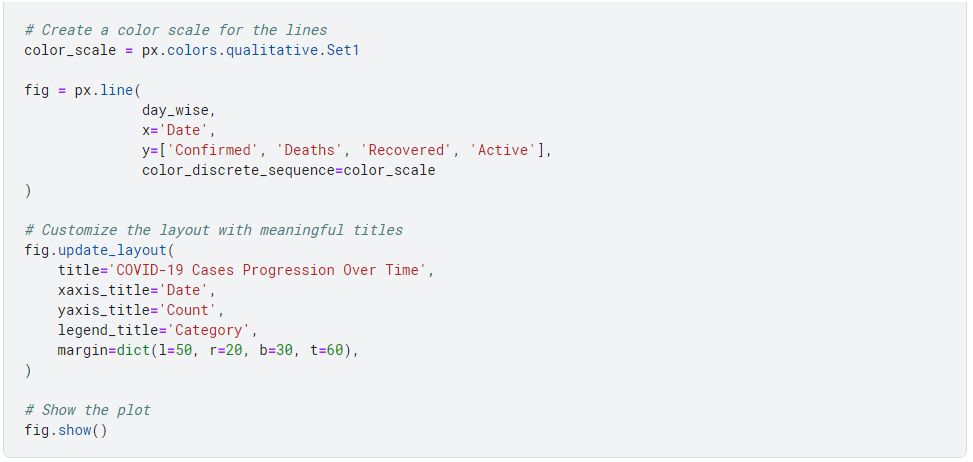 # Create a color scale for the lines
color_scale = px.colors.qualitative.Set1
fig = px.line(
day_wise,
x='Date',
y=['Confirmed', 'Deaths', 'Recovered', 'Active'],
color_discrete_sequence=color_scale
)
# Customize the layout with meaningful titles
fig.update_layout(
title='COVID-19 Cases Progression Over Time',
xaxis_title='Date',
yaxis_title='Count',
legend_title='Category',
margin=dict(l=50, r=20, b=30, t=60),
)
# Show the plot
fig.show()